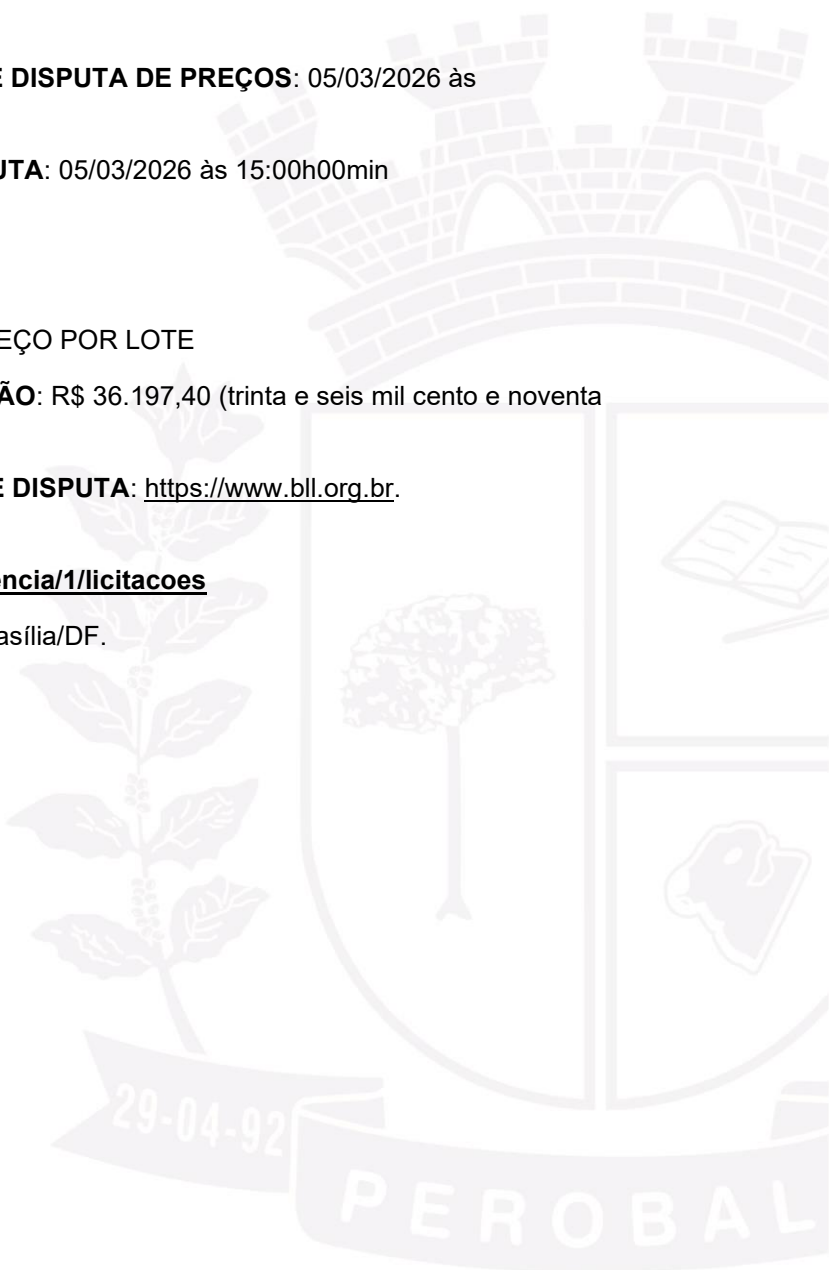 E DISPUTA DE PREÇOS: 05/03/2026 às
UTA: 05/03/2026 às 15:00h00min
EÇO POR LOTE
ÃO: R$ 36.197,40 (trinta e seis mil cento e noventa
E DISPUTA: https://www.bll.org.br.
encia/1/licitacoes
asília/DF.
29-04-92
PEROBAL